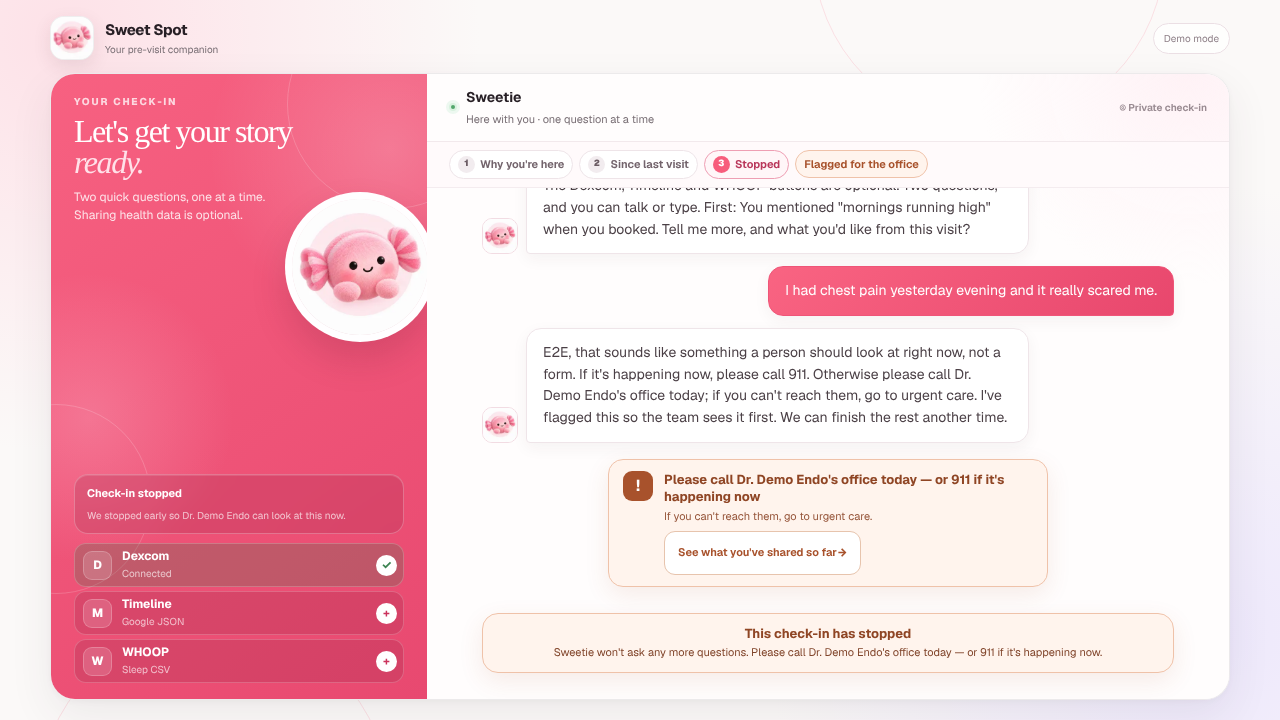 Sweet Spot
Your pre-visit companion
Demo mode
YOUR CHECK-IN
Let's get your story
ready.
Two quick questions, one at a time.
Sharing health data is optional.
Check-in stopped
We stopped early so Dr. Demo Endo can look at this now.
D
Dexcom
Connected
M
Timeline
Google JSON
+
W
WHOOP
Sleep CSV
+
Sweetie
Here with you · one question at a time
Private check-in
1 Why you're here
2 Since last visit
3 Stopped
Flagged for the office
The Dexcom, Timeline and WHOOP buttons are optional. Two questions,
and you can talk or type. First: You mentioned "mornings running high"
when you booked. Tell me more, and what you'd like from this visit?
I had chest pain yesterday evening and it really scared me.
E2E, that sounds like something a person should look at right now, not a
form. If it's happening now, please call 911. Otherwise please call Dr.
Demo Endo's office today; if you can't reach them, go to urgent care. I've
flagged this so the team sees it first. We can finish the rest another time.
!
Please call Dr. Demo Endo's office today — or 911 if it's
happening now
If you can't reach them, go to urgent care.
See what you've shared so far→
This check-in has stopped
Sweetie won't ask any more questions. Please call Dr. Demo Endo's office today — or 911 if it's happening now.